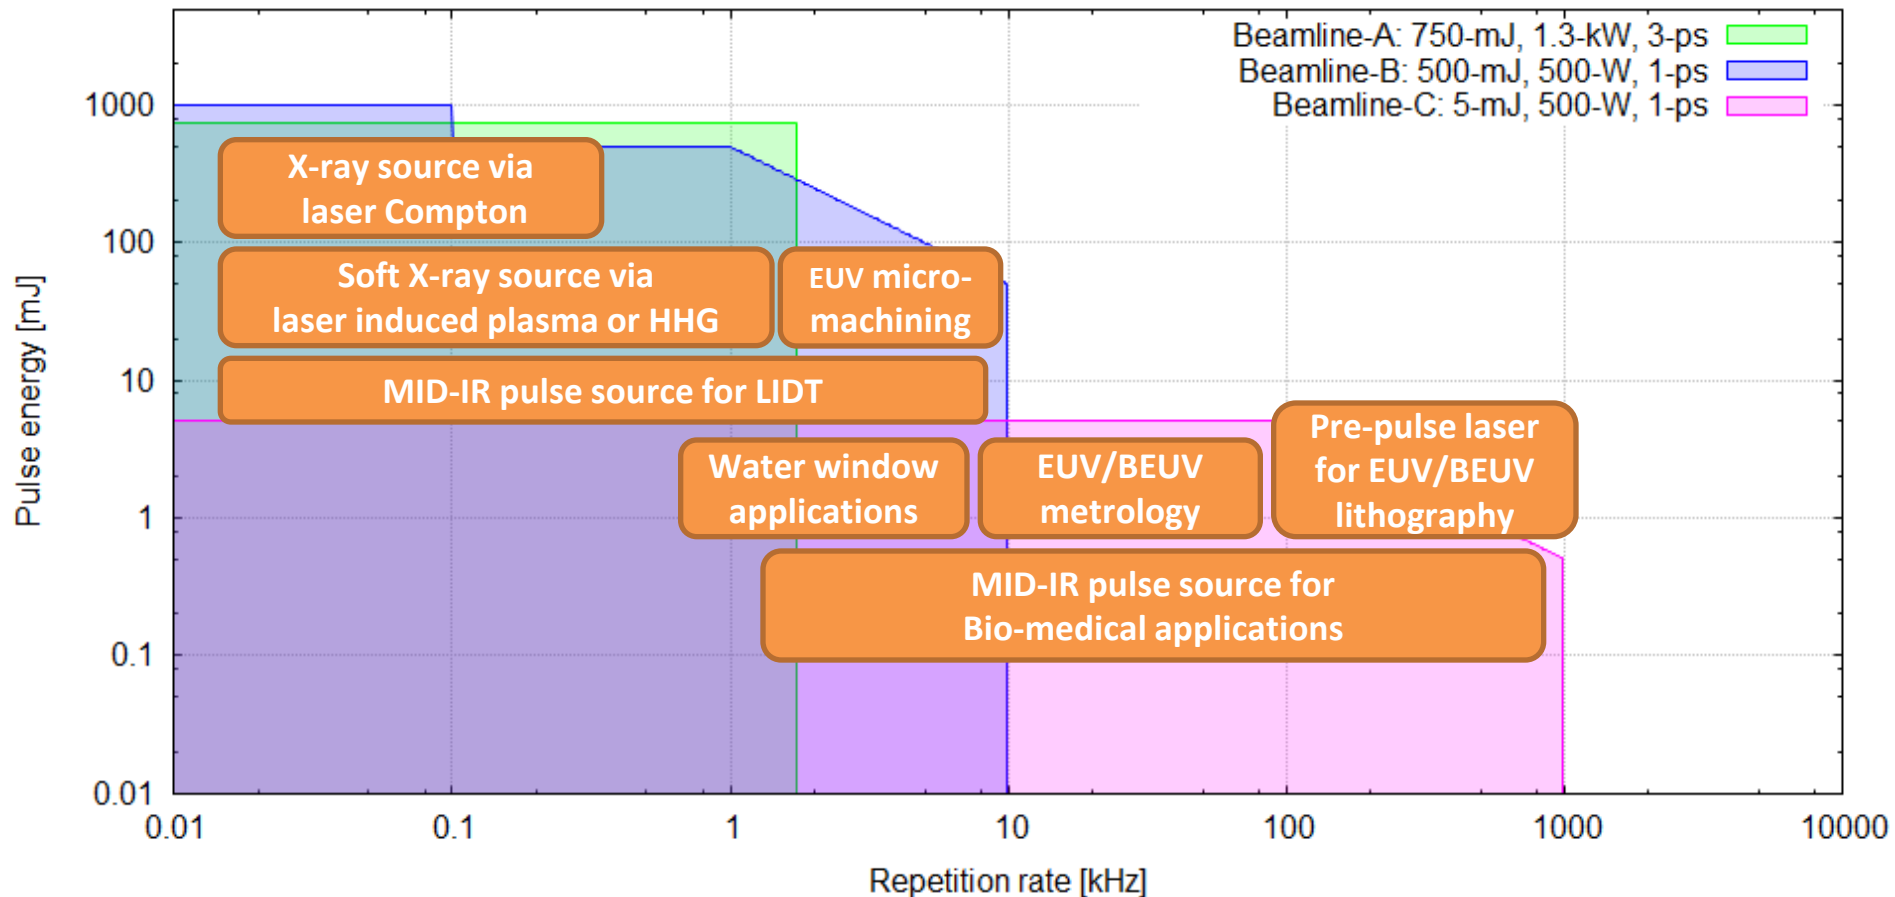 Beamline-A: 750-mJ, 1.3-kW, 3-ps
Beamline-B: 500-mJ, 500-W, 1-ps
Beamline-C: 5-mJ, 500-W, 1-ps
Pulse energy [mJ]
1000
100
10
1
0.1
0.01
X-ray source via
laser Compton
Soft X-ray source via
laser induced plasma or HHG
EUV micro-
machining
MID-IR pulse source for LIDT
Water window
applications
EUV/BEUV
metrology
Pre-pulse laser
for EUV/BEUV
lithography
MID-IR pulse source for
Bio-medical applications
0.01
0.1
1
10
100
1000
10000
Repetition rate [kHz]